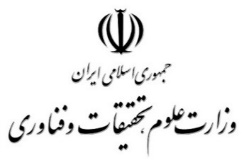 جمهوری اسلامی ایران
وزارت علوم، تحقیقات و فناوری